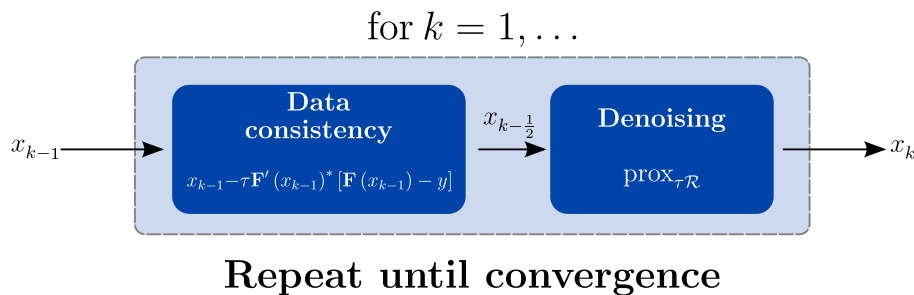 for k = 1, …
Data
consistency
x_{k−1}−τF′(x_{k−1})* [F(x_{k−1}) − y]
x_{k−1}
x_{k−1/2}
Denoising
prox_{τℛ}
x_k
Repeat until convergence